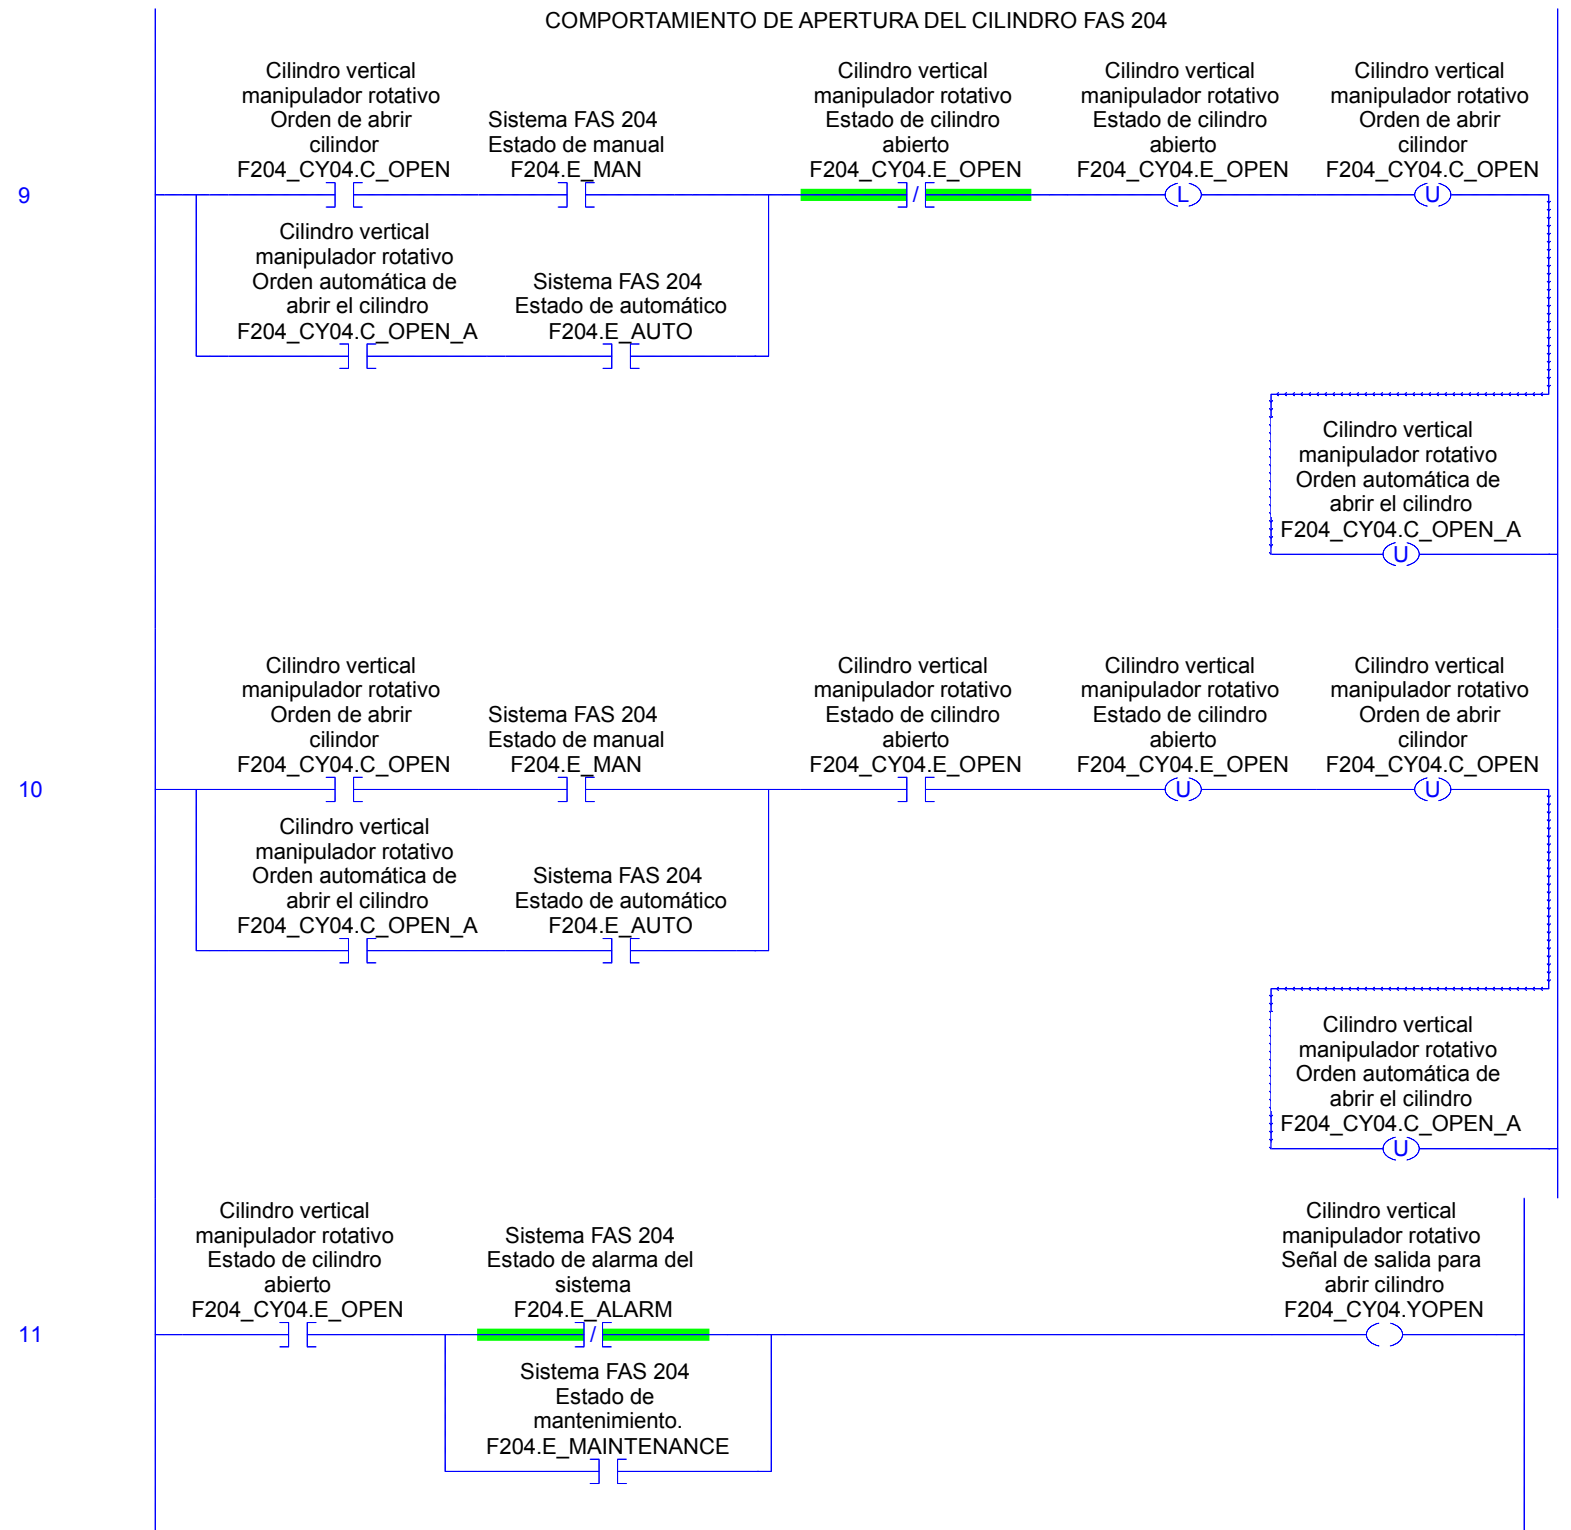 COMPORTAMIENTO DE APERTURA DEL CILINDRO FAS 204
9
Cilindro vertical
manipulador rotativo
Orden de abrir
cilindor
F204_CY04.C_OPEN
Sistema FAS 204
Estado de manual
F204.E_MAN
Cilindro vertical
manipulador rotativo
Estado de cilindro
abierto
F204_CY04.E_OPEN
/
Cilindro vertical
manipulador rotativo
Estado de cilindro
abierto
F204_CY04.E_OPEN
L
Cilindro vertical
manipulador rotativo
Orden de abrir
cilindor
F204_CY04.C_OPEN
U
Cilindro vertical
manipulador rotativo
Orden automática de
abrir el cilindro
F204_CY04.C_OPEN_A
Sistema FAS 204
Estado de automático
F204.E_AUTO
Cilindro vertical
manipulador rotativo
Orden automática de
abrir el cilindro
F204_CY04.C_OPEN_A
U
10
Cilindro vertical
manipulador rotativo
Orden de abrir
cilindor
F204_CY04.C_OPEN
Sistema FAS 204
Estado de manual
F204.E_MAN
Cilindro vertical
manipulador rotativo
Estado de cilindro
abierto
F204_CY04.E_OPEN
Cilindro vertical
manipulador rotativo
Estado de cilindro
abierto
F204_CY04.E_OPEN
U
Cilindro vertical
manipulador rotativo
Orden de abrir
cilindor
F204_CY04.C_OPEN
U
Cilindro vertical
manipulador rotativo
Orden automática de
abrir el cilindro
F204_CY04.C_OPEN_A
Sistema FAS 204
Estado de automático
F204.E_AUTO
Cilindro vertical
manipulador rotativo
Orden automática de
abrir el cilindro
F204_CY04.C_OPEN_A
U
11
Cilindro vertical
manipulador rotativo
Estado de cilindro
abierto
F204_CY04.E_OPEN
Sistema FAS 204
Estado de alarma del
sistema
F204.E_ALARM
/
Cilindro vertical
manipulador rotativo
Señal de salida para
abrir cilindro
F204_CY04.YOPEN
Sistema FAS 204
Estado de
mantenimiento.
F204.E_MAINTENANCE